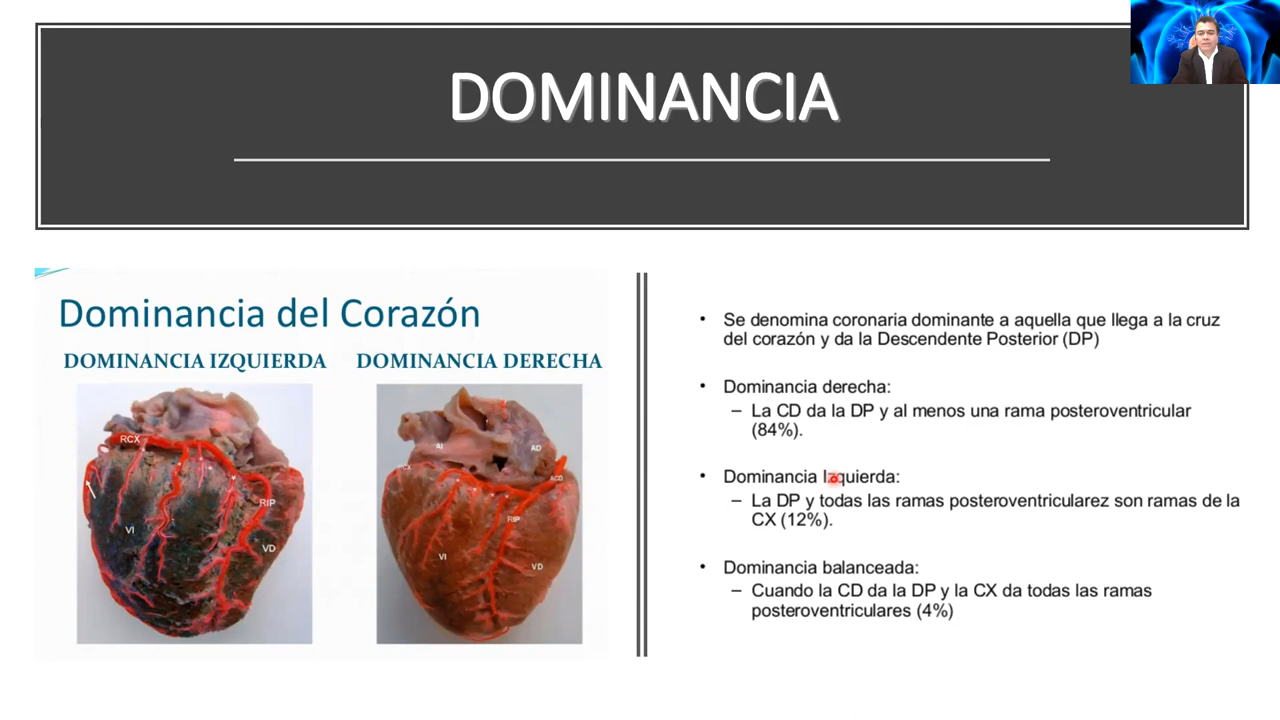 DOMINANCIA
Dominancia del Corazón
DOMINANCIA IZQUIERDA
DOMINANCIA DERECHA
RCX
VI
RIP
VD
AI
AD
RCX
ACD
RIP
VI
VD
• Se denomina coronaria dominante a aquella que llega a la cruz
del corazón y da la Descendente Posterior (DP)
• Dominancia derecha:
– La CD da la DP y al menos una rama posteroventricular
(84%).
• Dominancia Izquierda:
– La DP y todas las ramas posteroventricularez son ramas de la
CX (12%).
• Dominancia balanceada:
– Cuando la CD da la DP y la CX da todas las ramas
posteroventriculares (4%)